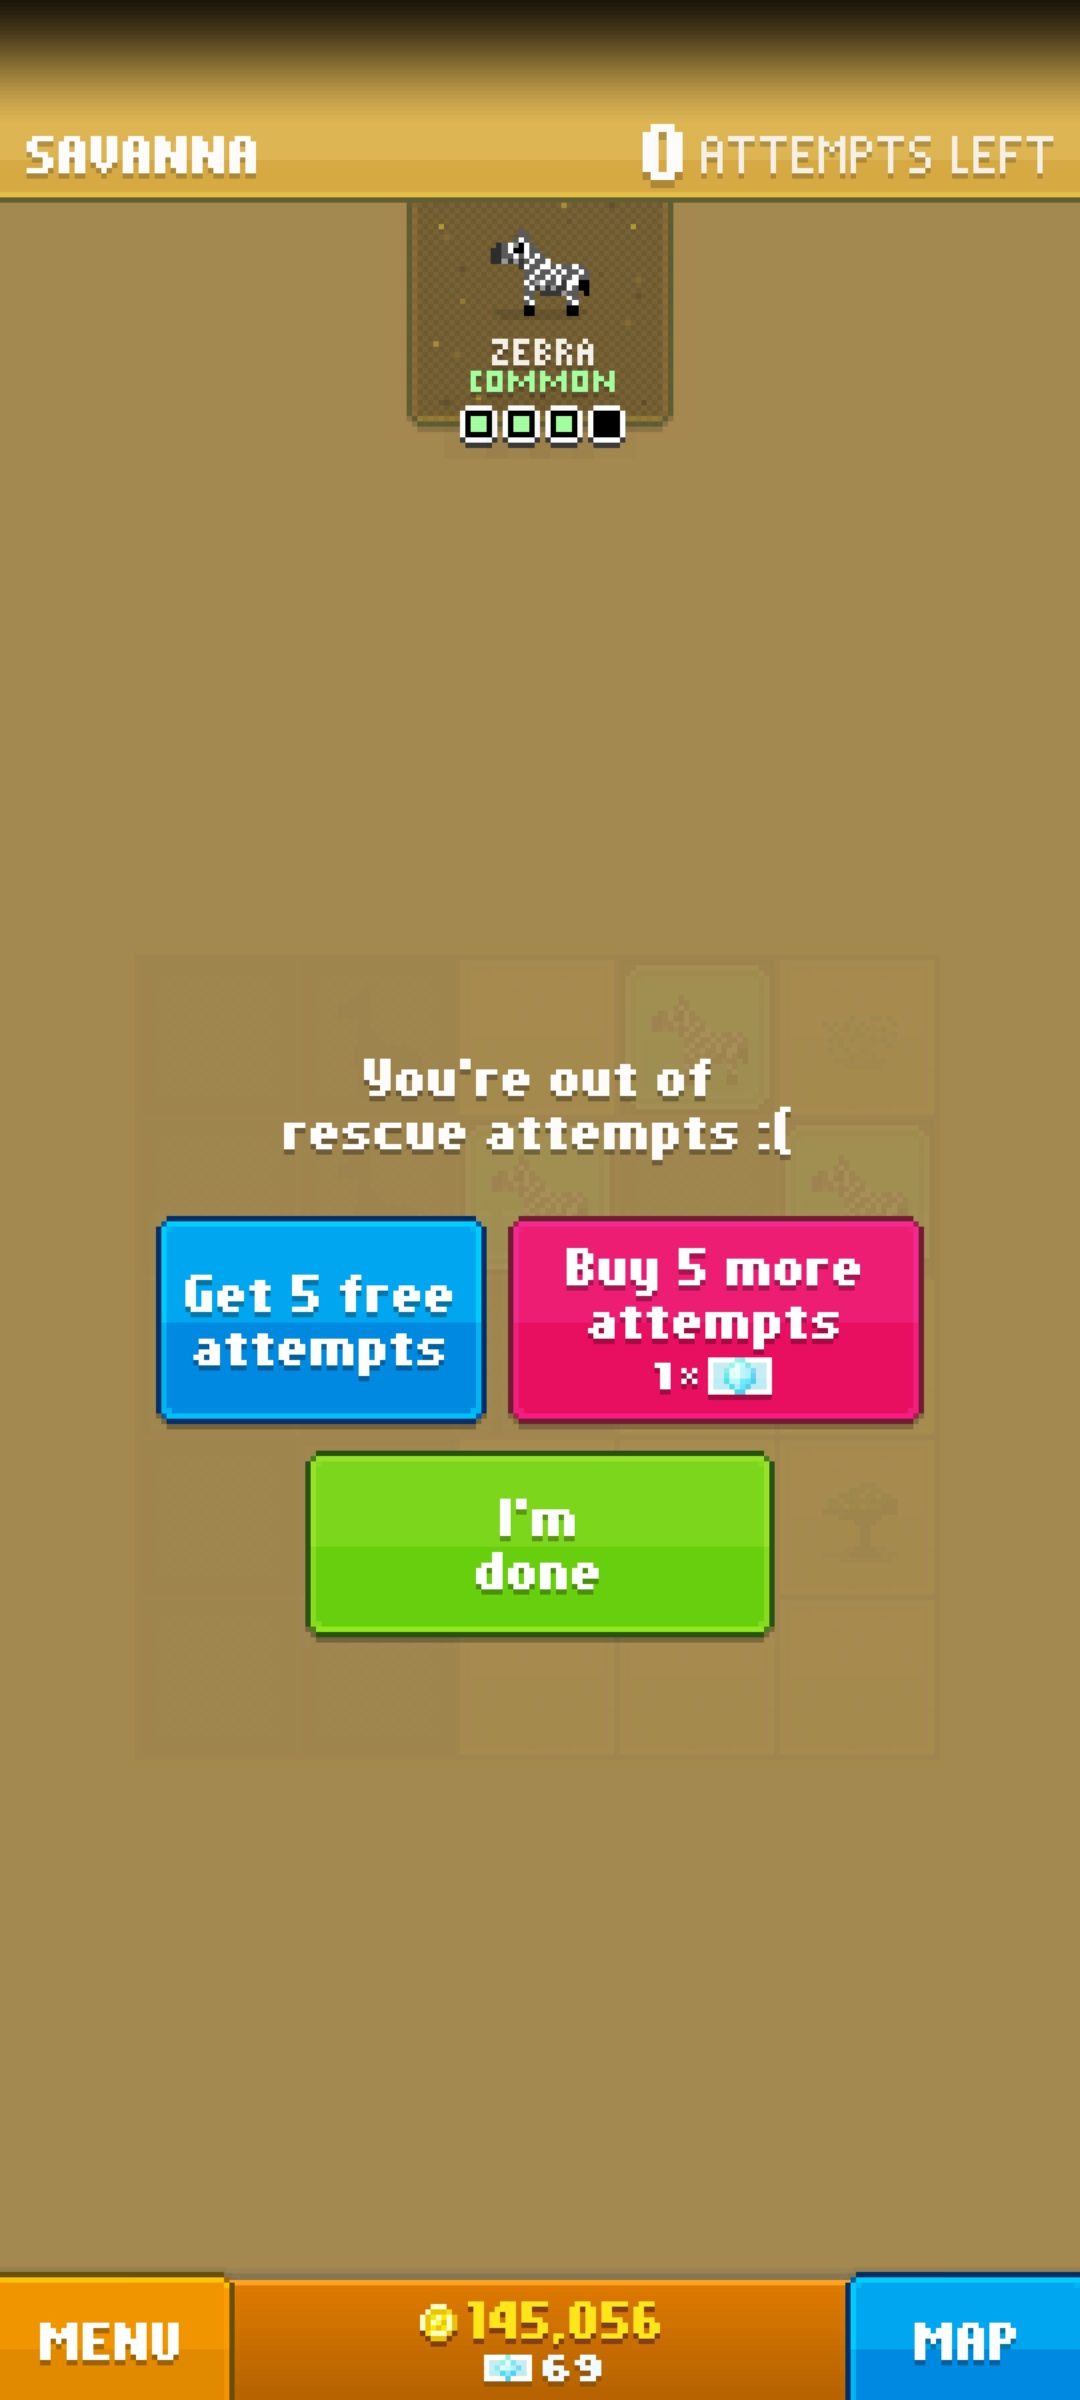 SAVANNA
0 ATTEMPTS LEFT
ZEBRA
COMMON
You're out of
rescue attempts :(
Get 5 free
attempts
Buy 5 more
attempts
1×
I'm
done
MENU
145,056
69
MAP